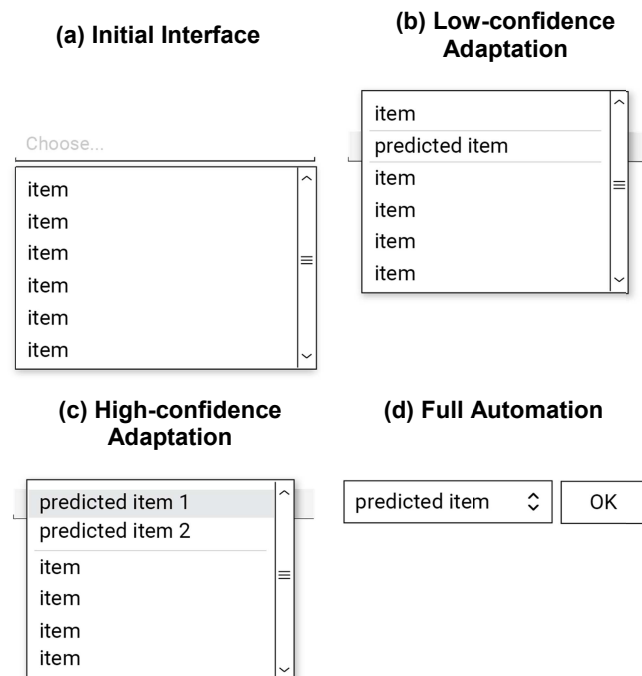 (a) Initial Interface
Choose...
item
item
item
item
item
item
(b) Low-confidence
Adaptation
item
predicted item
item
item
item
item
(c) High-confidence
Adaptation
predicted item 1
predicted item 2
item
item
item
item
(d) Full Automation
predicted item
OK